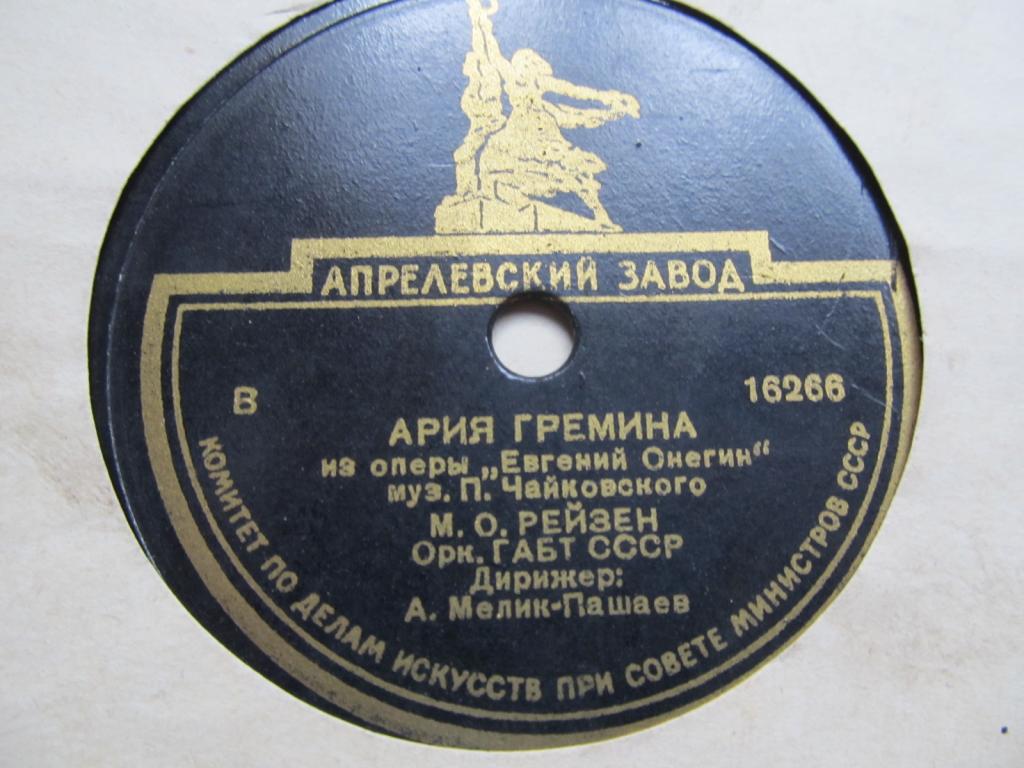 АПРЕЛЕВСКИЙ ЗАВОД
В 16266
АРИЯ ГРЕМИНА
из оперы „Евгений Онегин“
муз. П. Чайковского
М. О. РЕЙЗЕН
Орк. ГАБТ СССР
Дирижер:
А. Мелик-Пашаев
КОМИТЕТ ПО ДЕЛАМ ИСКУССТВ ПРИ СОВЕТЕ МИНИСТРОВ СССР